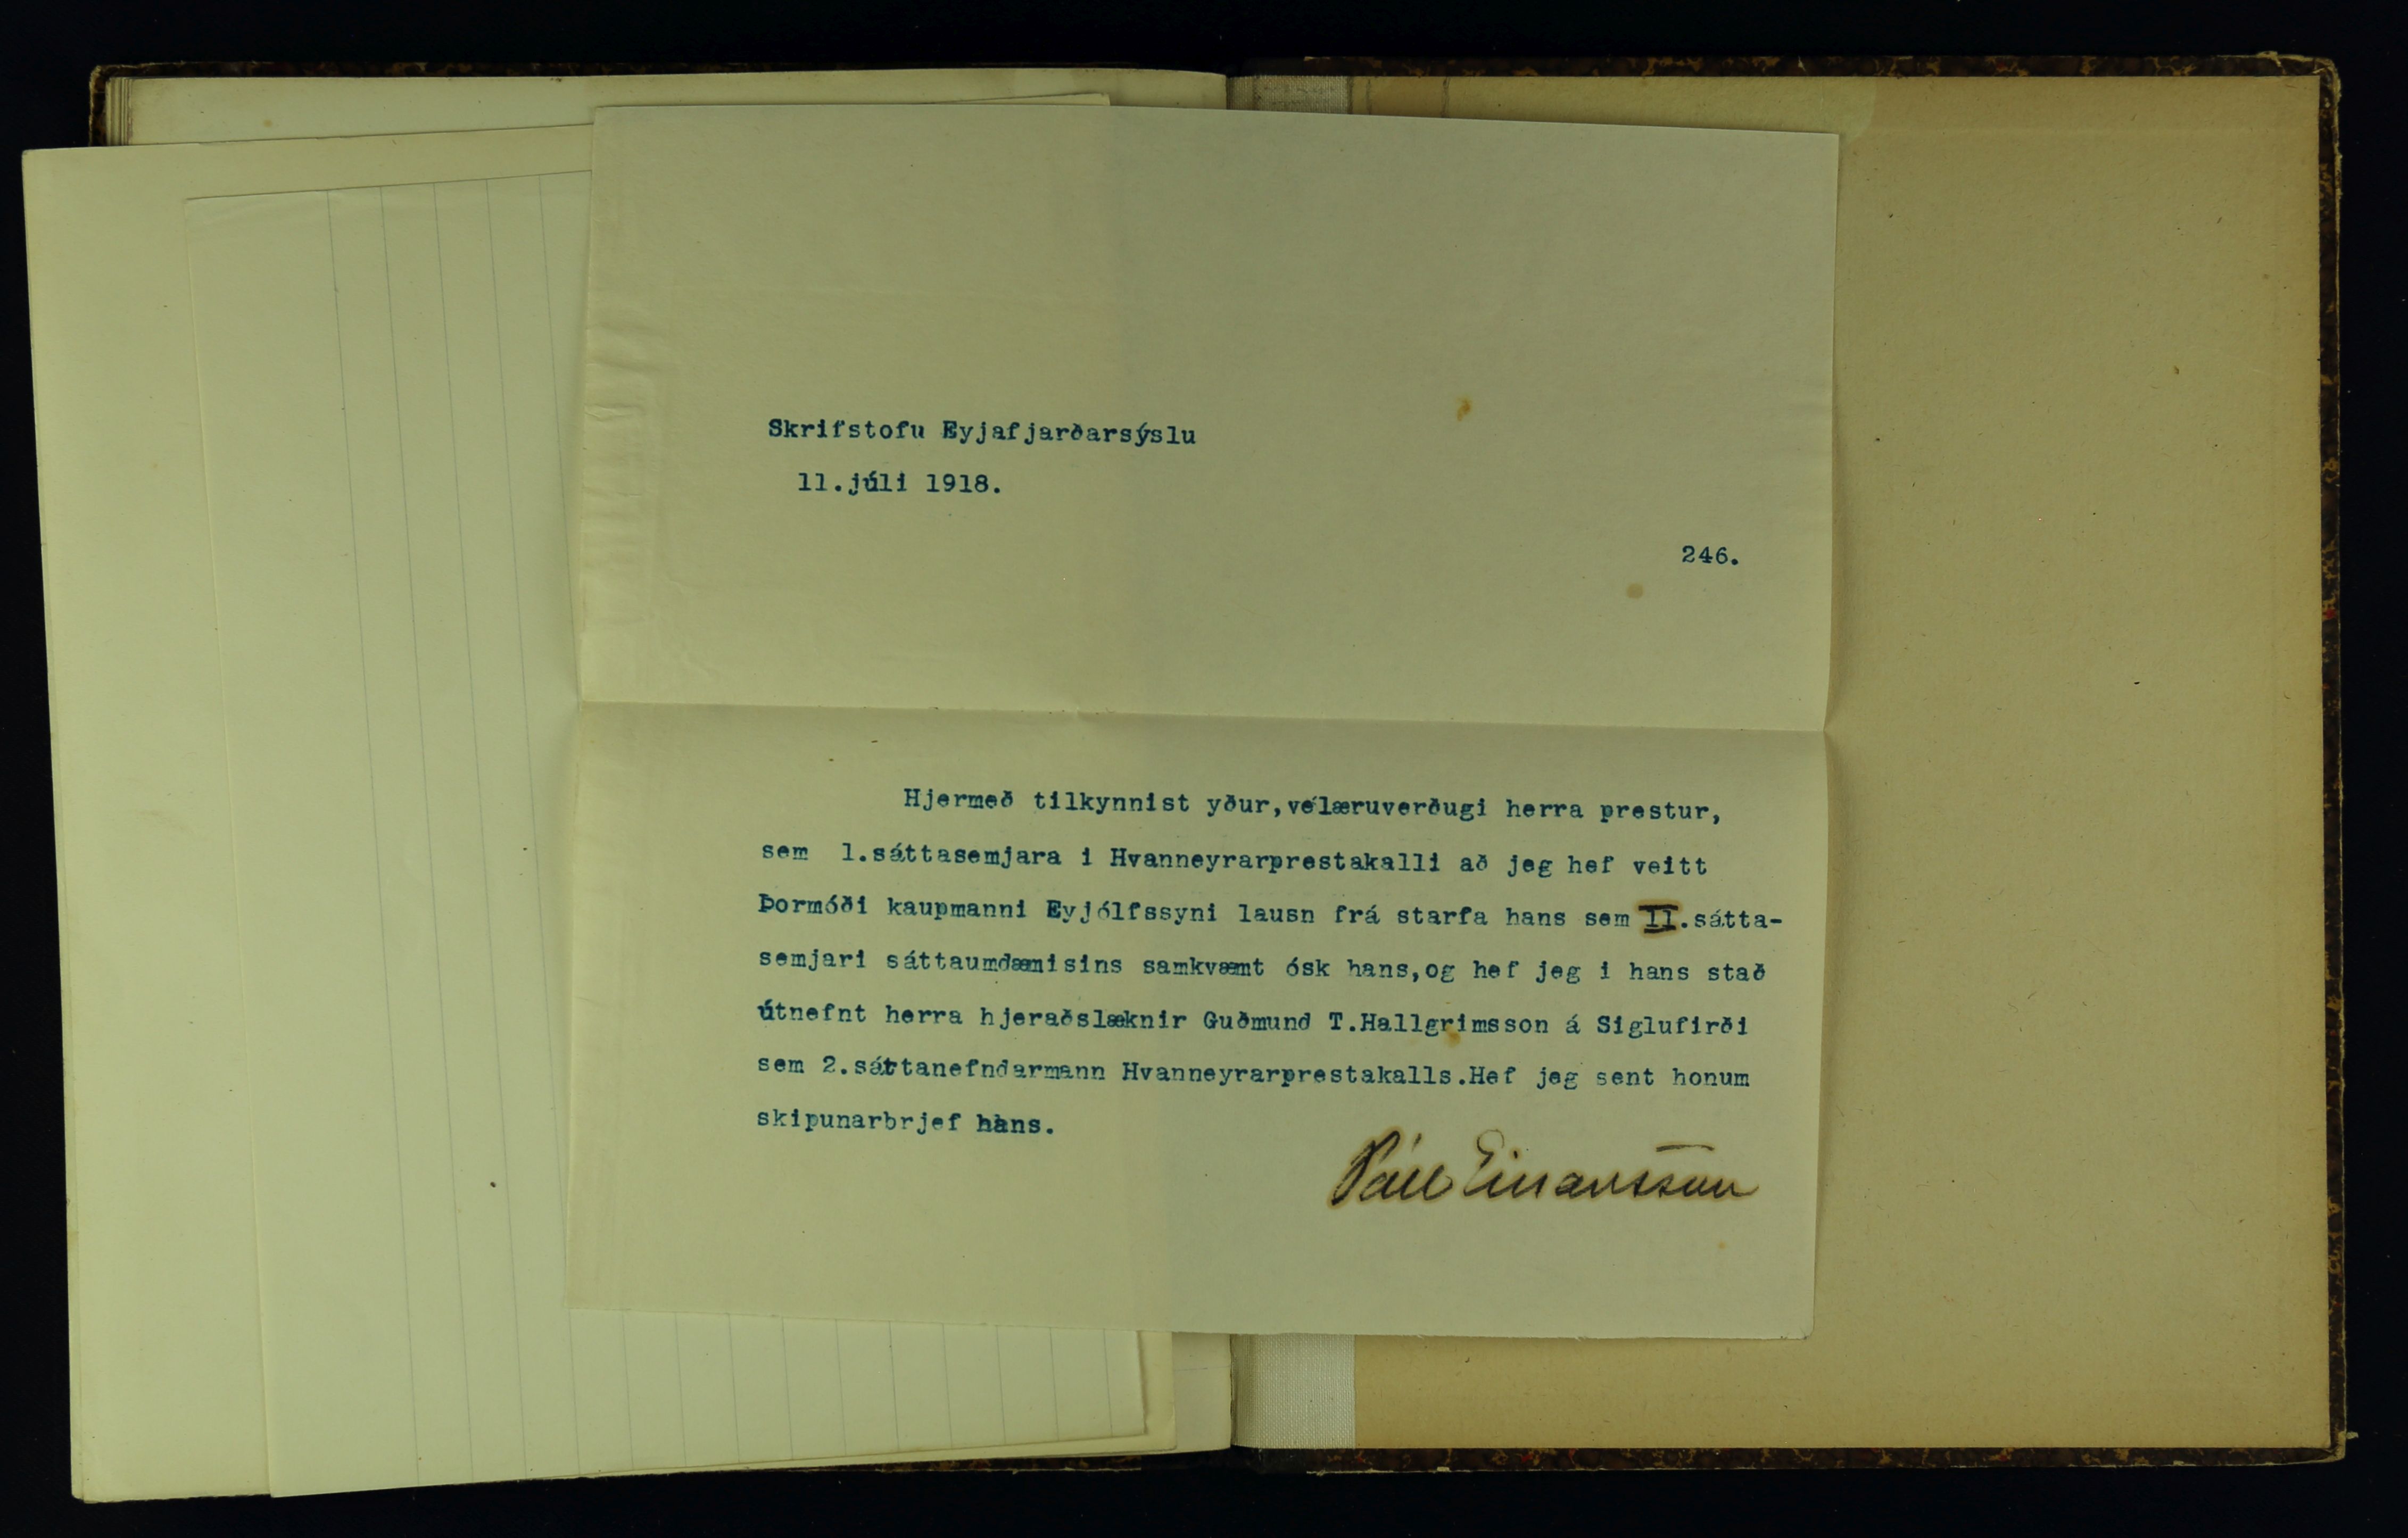 Skrifstofu Eyjafjarðarsýslu
11.júli 1918.
246.
Hjermeð tilkynnist yður,vélæruverðugi herra prestur,
sem 1.sáttasemjara i Hvanneyrarprestakalli að jeg hef veitt
Þormóði kaupmanni Eyjólfssyni lausn frá starfa hans sem II.sátta-
semjari sáttaumdæmisins samkvæmt ósk hans,og hef jeg i hans stað
útnefnt herra hjeraðslæknir Guðmund T.Hallgrimsson á Siglufirði
sem 2.sáttanefndarmann Hvanneyrarprestakalls.Hef jeg sent honum
skipunarbrjef hans.
Páll Einarsson